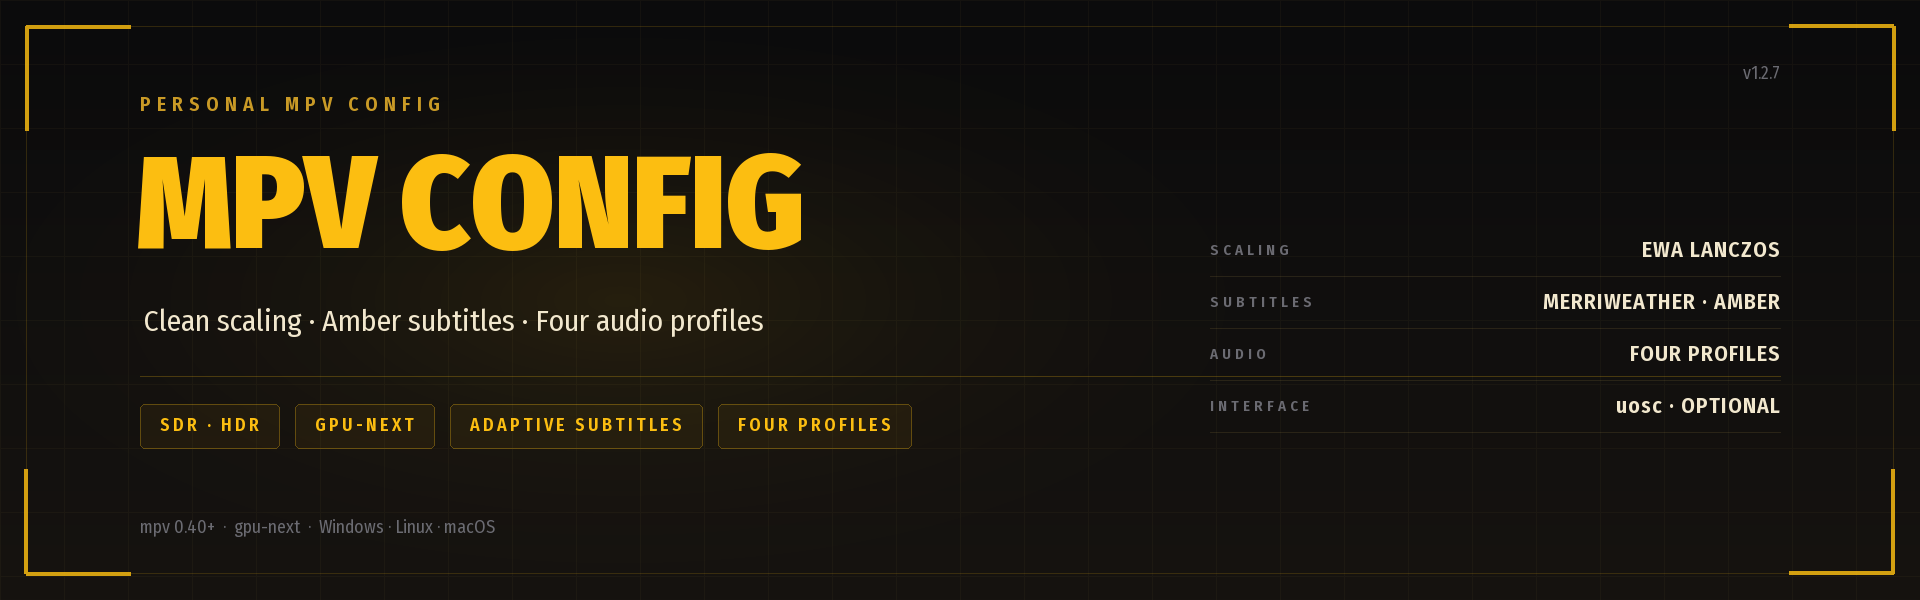 v1.2.7
PERSONAL MPV CONFIG
MPV CONFIG
Clean scaling · Amber subtitles · Four audio profiles
SDR · HDR
GPU-NEXT
ADAPTIVE SUBTITLES
FOUR PROFILES
mpv 0.40+ · gpu-next · Windows · Linux · macOS
SCALING EWA LANCZOS
SUBTITLES MERRIWEATHER · AMBER
AUDIO FOUR PROFILES
INTERFACE uosc · OPTIONAL